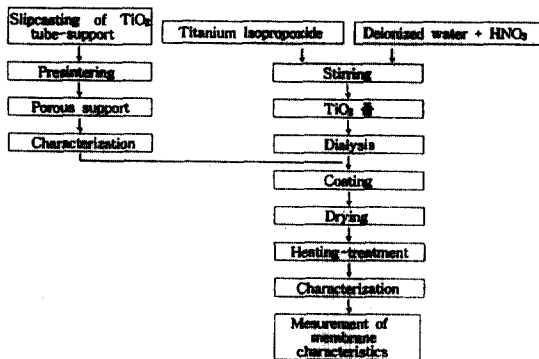 Slipcasting of TiO₂
tube-support
Titanium Isopropoxide
Deionized water + HNO₃
Presintering
Stirring
Porous support
TiO₂
Characterization
Dialysis
Coating
Drying
Heating-treatment
Characterization
Mesurement of
membrane
characteristics